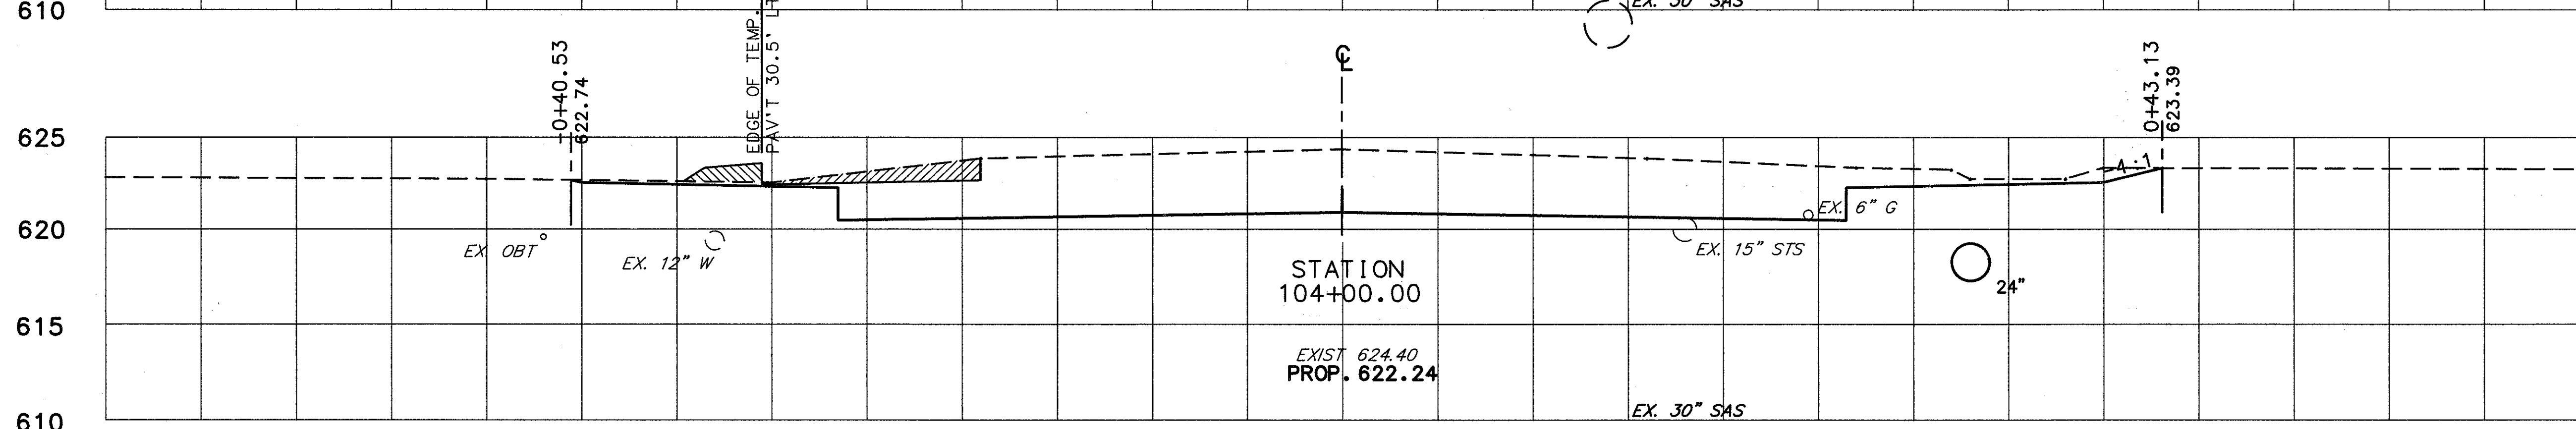 610
EX. 30" SAS
EDGE OF TEMP.
PAV'T 30.5' LT
-0+40.53
622.74
℄
0+43.13
623.39
625
4:1
EX. 6" G
620
EX. OBT
EX. 12" W
EX. 15" STS
STATION
104+00.00
24"
615
EXIST 624.40
PROP. 622.24
610
EX. 30" SAS